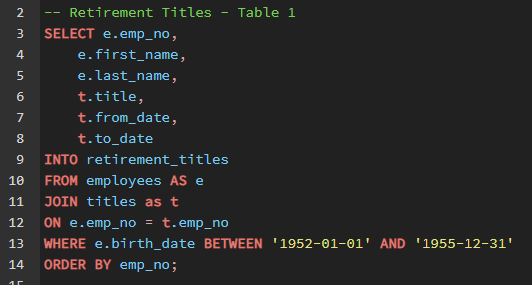 2 -- Retirement Titles - Table 1
3 SELECT e.emp_no,
4 e.first_name,
5 e.last_name,
6 t.title,
7 t.from_date,
8 t.to_date
9 INTO retirement_titles
10 FROM employees AS e
11 JOIN titles as t
12 ON e.emp_no = t.emp_no
13 WHERE e.birth_date BETWEEN '1952-01-01' AND '1955-12-31'
14 ORDER BY emp_no;